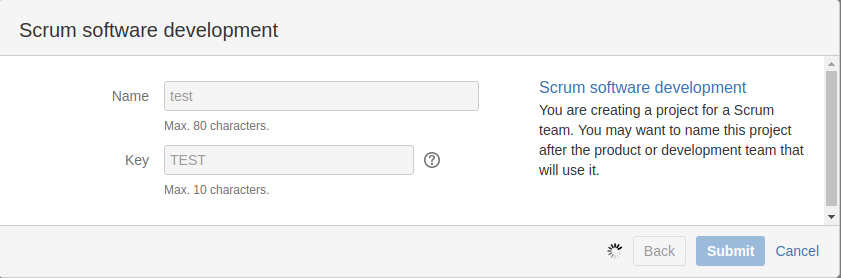 Scrum software development
Name
test
Max. 80 characters.
Key
TEST
?
Max. 10 characters.
Scrum software development
You are creating a project for a Scrum
team. You may want to name this project
after the product or development team that
will use it.
Back
Submit
Cancel